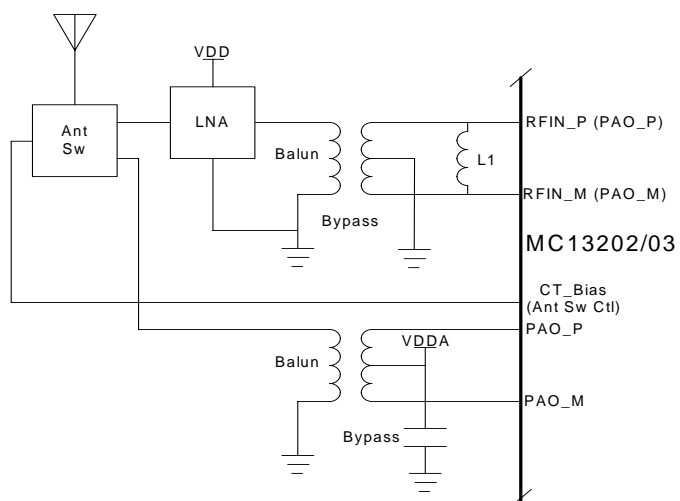 VDD
Ant
Sw
LNA
Balun
L1
RFIN_P (PAO_P)
RFIN_M (PAO_M)
Bypass
MC13202/03
CT_Bias
(Ant Sw Ctl)
PAO_P
VDDA
Balun
PAO_M
Bypass